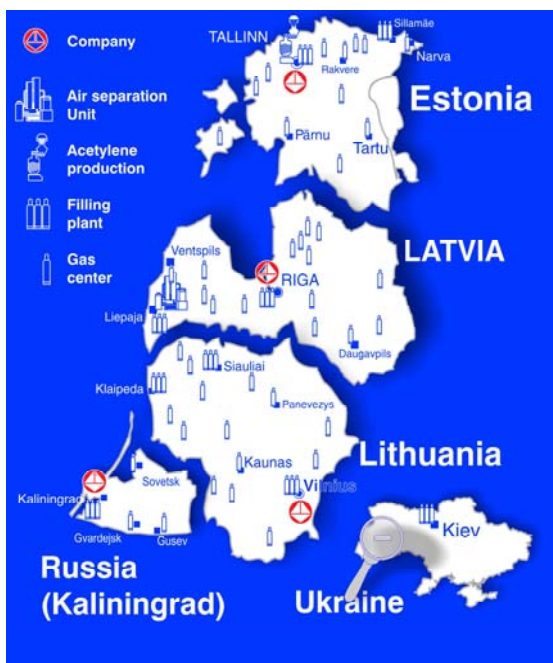 Company
Air separation
Unit
Acetylene
production
Filling
plant
Gas
center
TALLINN
Sillamäe
Narva
Rakvere
Estonia
Pärnu
Tartu
Ventspils
LATVIA
RIGA
Liepaja
Daugavpils
Siauliai
Klaipeda
Panevezys
Lithuania
Kaunas
Vilnius
Sovetsk
Kaliningrad
Gvardejsk
Gusev
Kiev
Russia
(Kaliningrad)
Ukraine